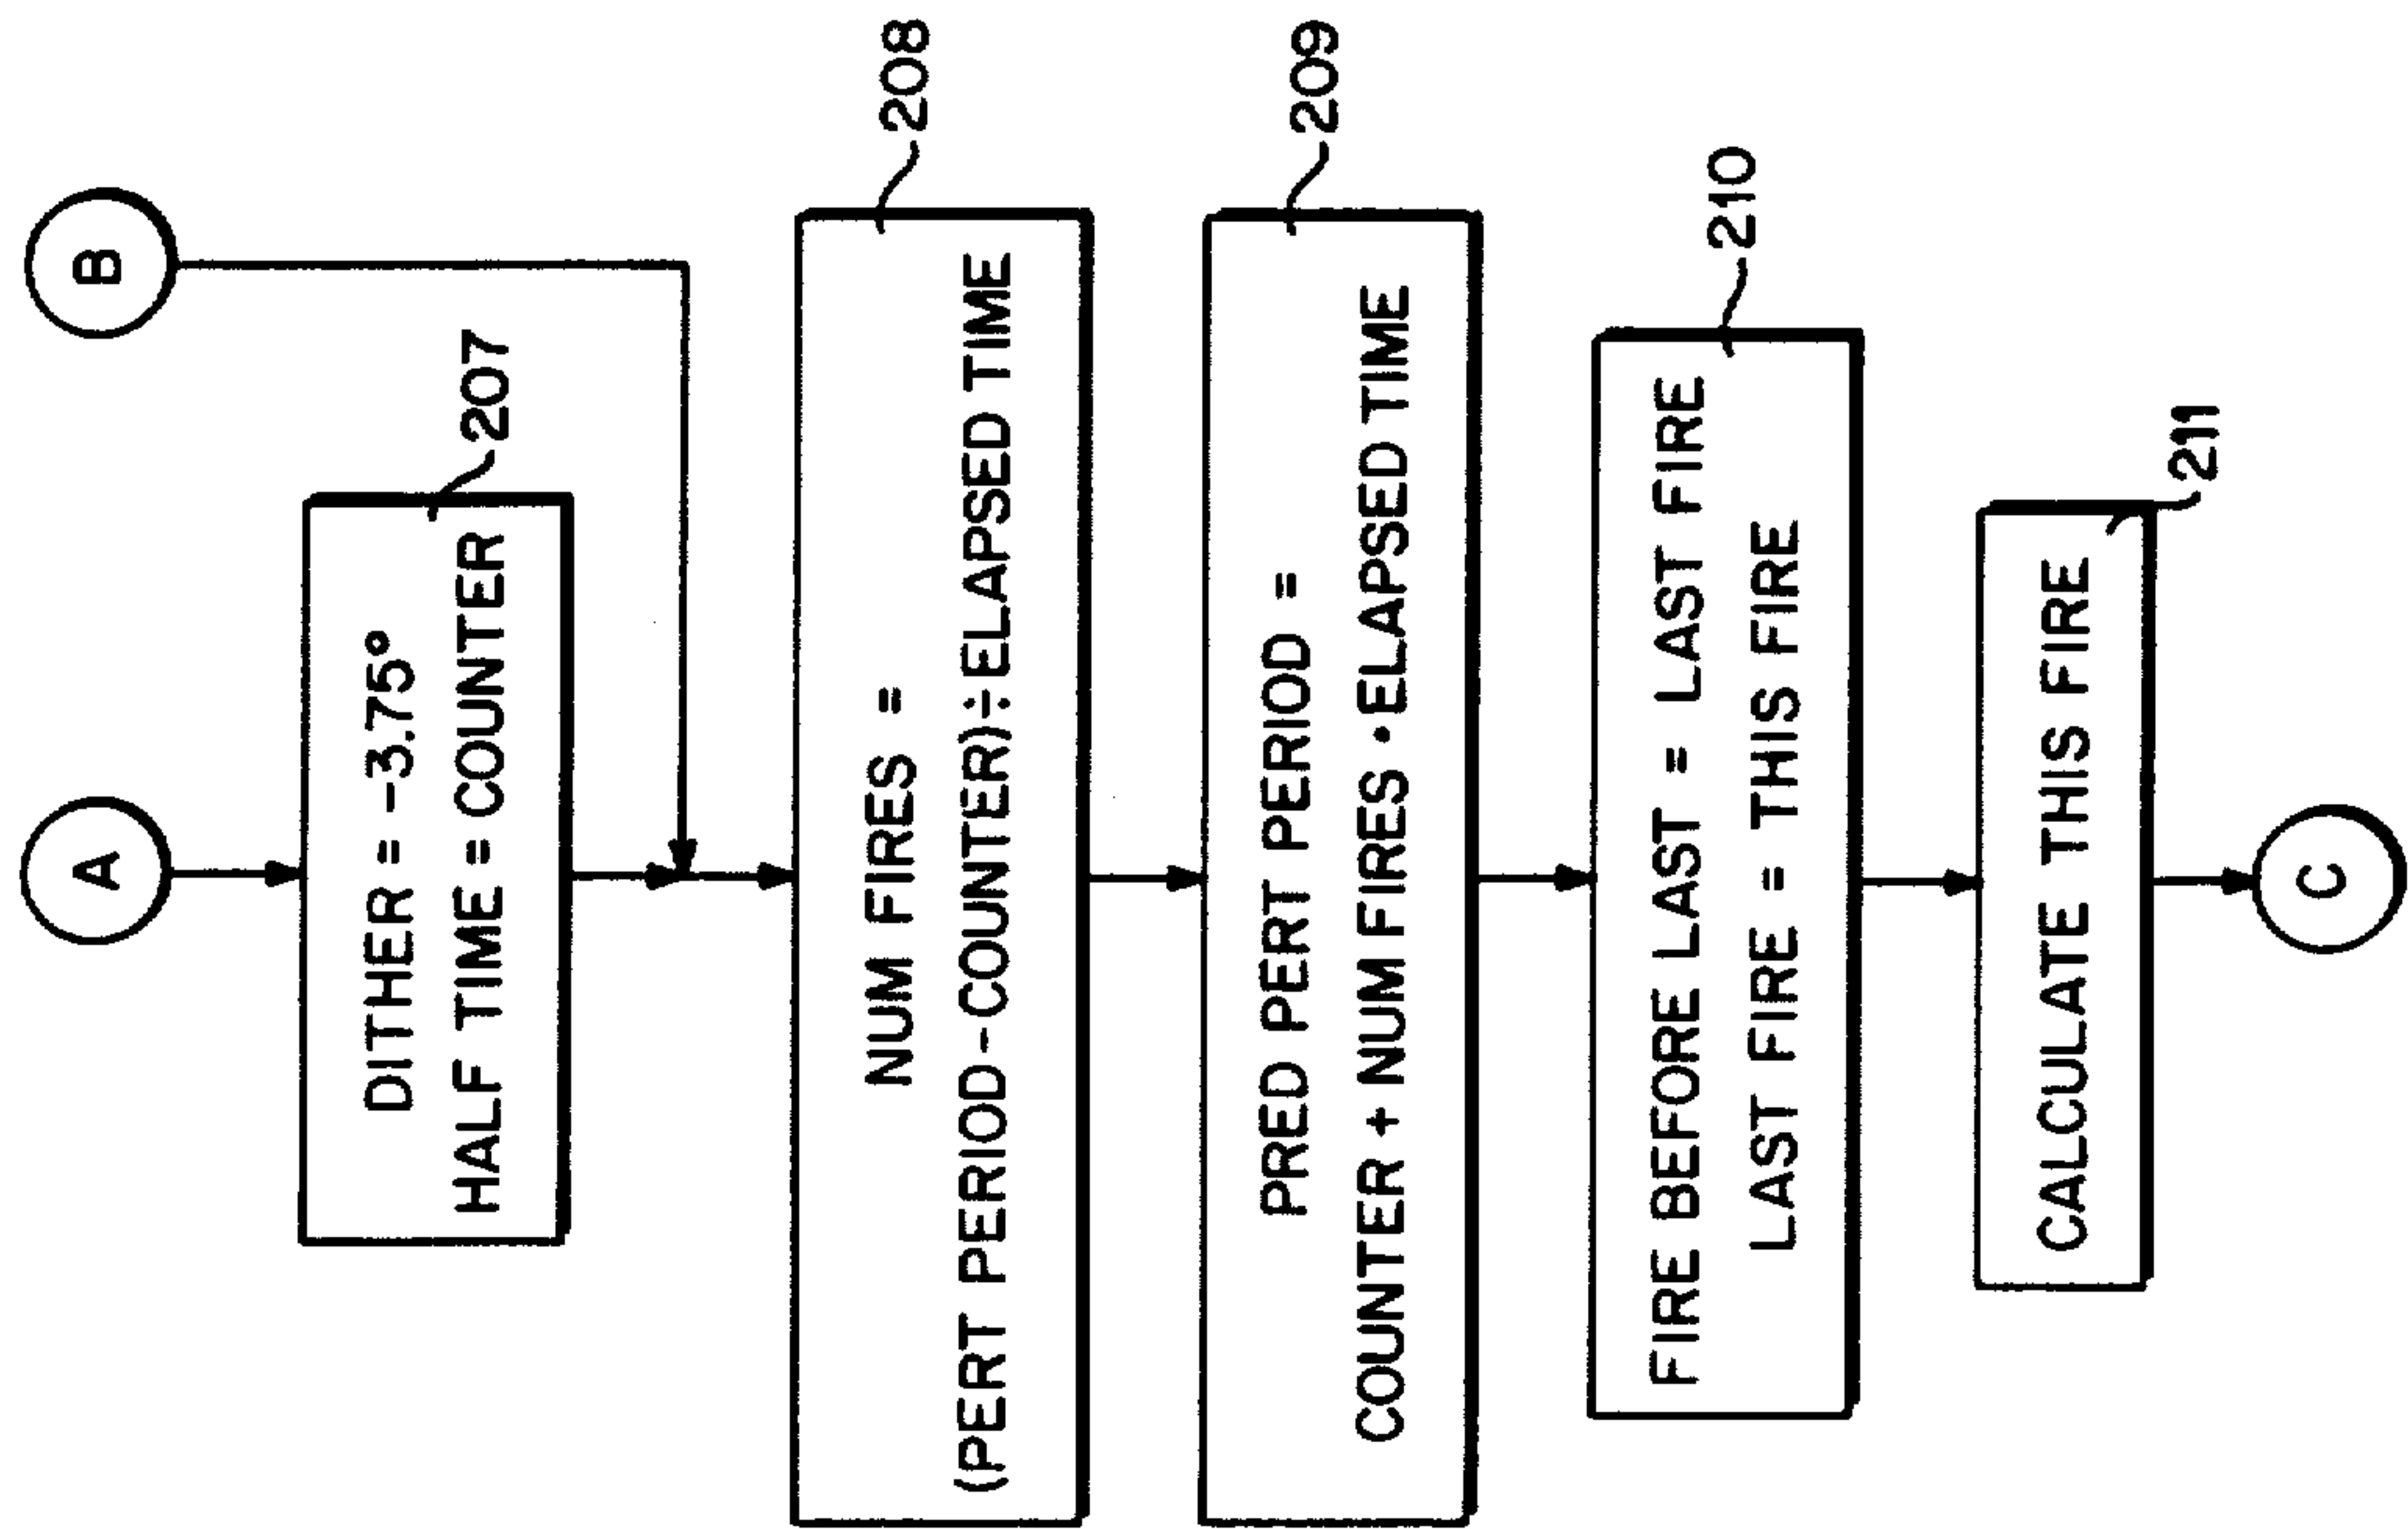 A
B
207
DITHER = -3.75°
HALF TIME = COUNTER
208
NUM FIRES =
(PERT PERIOD-COUNTER)÷ELAPSED TIME
209
PRED PERT PERIOD =
COUNTER + NUM FIRES • ELAPSED TIME
210
FIRE BEFORE LAST = LAST FIRE
LAST FIRE = THIS FIRE
211
CALCULATE THIS FIRE
C